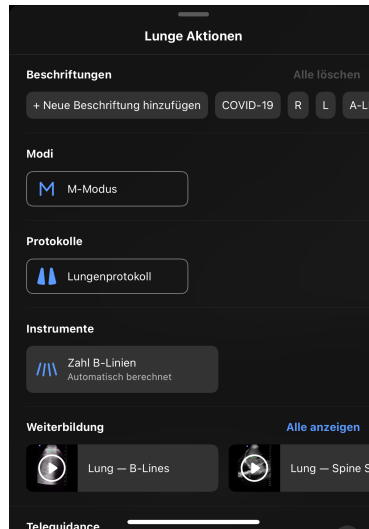 Lunge Aktionen
Beschriftungen
Alle löschen
+ Neue Beschriftung hinzufügen
COVID-19
R
L
A-L
Modi
M-Modus
Protokolle
Lungenprotokoll
Instrumente
Zahl B-Linien
Automatisch berechnet
Weiterbildung
Alle anzeigen
Lung — B-Lines
Lung — Spine S
Teleguidance